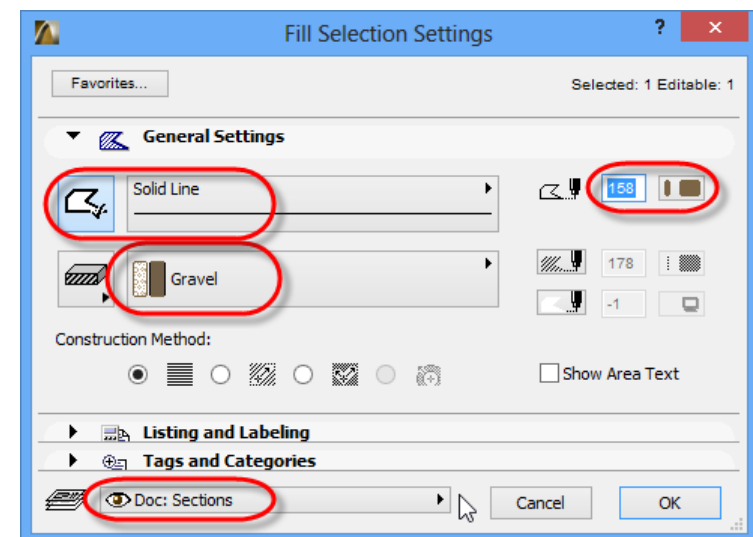 Fill Selection Settings ? ×
Favorites... Selected: 1 Editable: 1
General Settings
Solid Line 158
Gravel 178
-1
Construction Method:
Show Area Text
Listing and Labeling
Tags and Categories
Doc: Sections Cancel OK